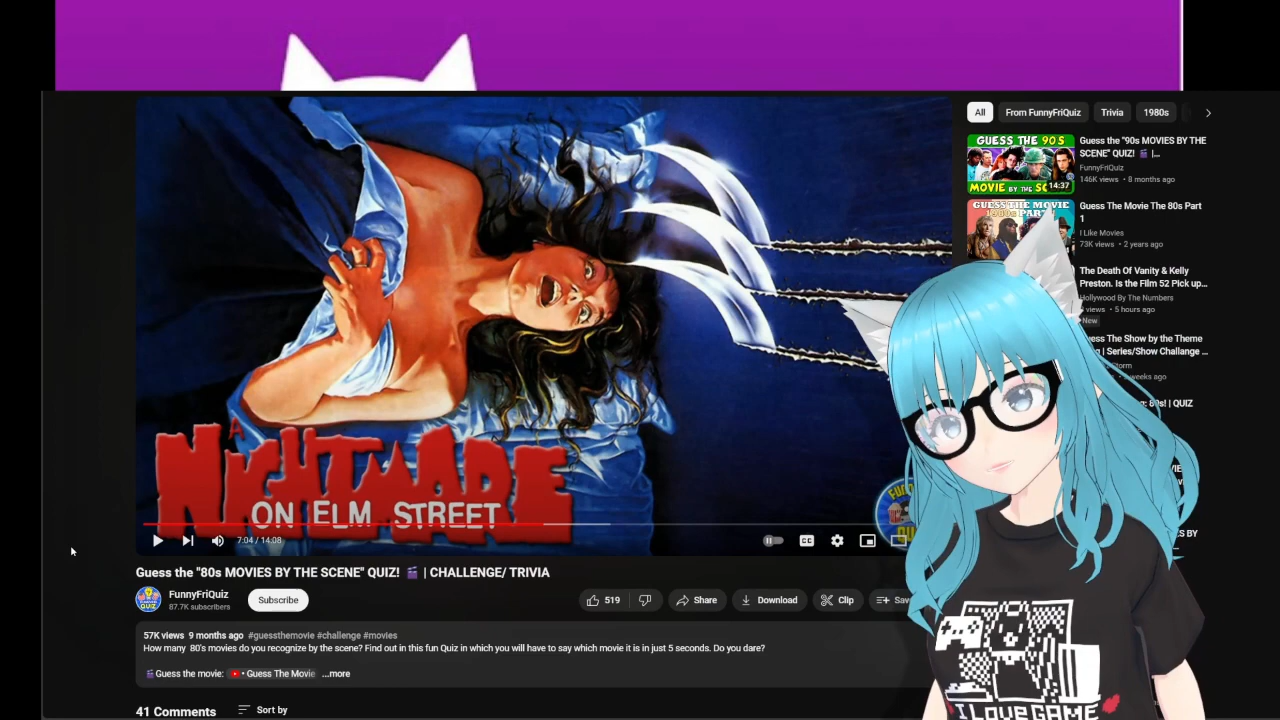 A NIGHTMARE
ON ELM STREET
7:04 / 14:08
CC
Guess the "80s MOVIES BY THE SCENE" QUIZ! 🎬 | CHALLENGE/ TRIVIA
FunnyFriQuiz
87.7K subscribers
Subscribe
519
Share
Download
Clip
57K views 9 months ago #guessthemovie #challenge #movies
How many 80's movies do you recognize by the scene? Find out in this fun Quiz in which you will have to say which movie it is in just 5 seconds. Do you dare?
🎬Guess the movie: • Guess The Movie ...more
41 Comments Sort by
All From FunnyFriQuiz Trivia 1980s
GUESS THE 90S
14:37
Guess the "90s MOVIES BY THE
SCENE" QUIZ! 🎬 |...
FunnyFriQuiz
146K views • 8 months ago
GUESS THE MOVIE
Guess The Movie The 80s Part
1
I Like Movies
73K views • 2 years ago
The Death Of Vanity & Kelly
Preston. Is the Film 52 Pick up...
Hollywood By The Numbers
views • 5 hours ago
New
Show by the Theme
| Series/Show Challange ...
weeks ago
| QUIZ
I LOVE GAME